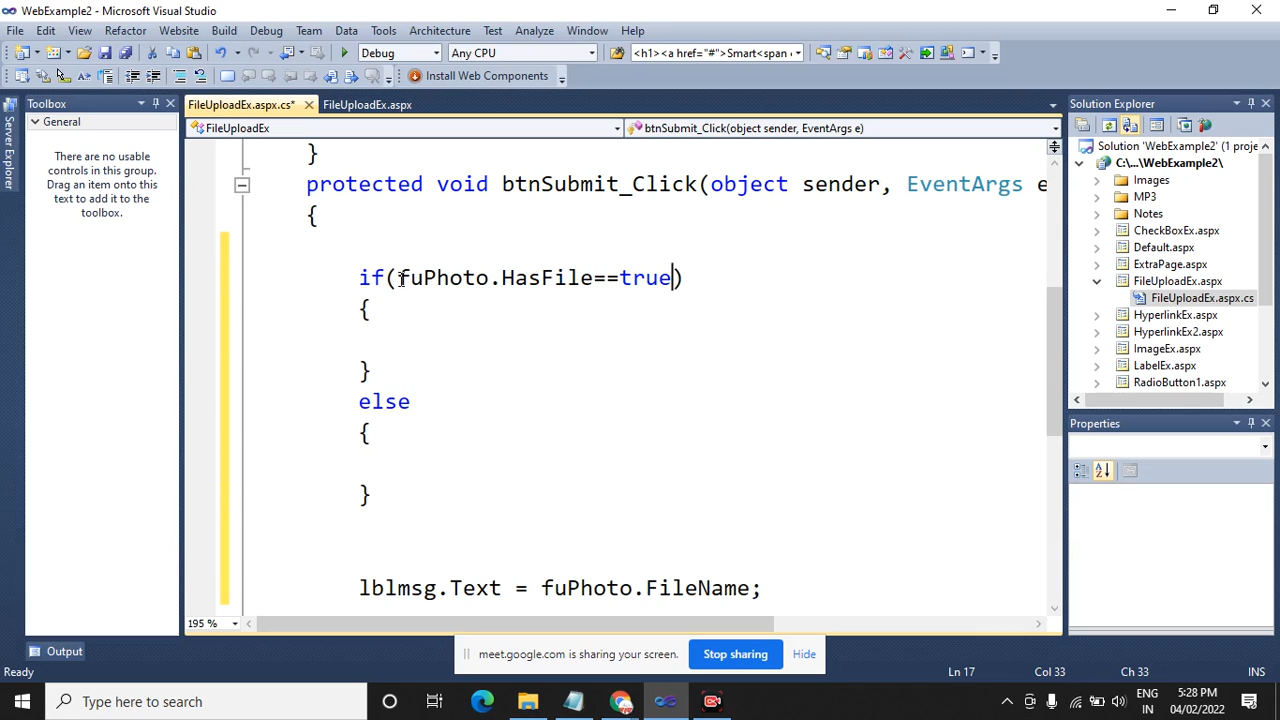 WebExample2 - Microsoft Visual Studio
File Edit View Refactor Website Build Debug Team Data Tools Architecture Test Analyze Window Help
Debug Any CPU <h1><a href="#">Smart<span
Install Web Components
Server Explorer
Toolbox
General
There are no usable
controls in this group.
Drag an item onto this
text to add it to the
toolbox.
FileUploadEx.aspx.cs* FileUploadEx.aspx
FileUploadEx btnSubmit_Click(object sender, EventArgs e)
}
protected void btnSubmit_Click(object sender, EventArgs e
{
if(fuPhoto.HasFile==true)
{
}
else
{
}
lblmsg.Text = fuPhoto.FileName;
195 %
Solution Explorer
Solution 'WebExample2' (1 proje
C:\...\WebExample2\
Images
MP3
Notes
CheckBoxEx.aspx
Default.aspx
ExtraPage.aspx
FileUploadEx.aspx
FileUploadEx.aspx.cs
HyperlinkEx.aspx
HyperlinkEx2.aspx
ImageEx.aspx
LabelEx.aspx
RadioButton1.aspx
Properties
Output
meet.google.com is sharing your screen. Stop sharing Hide
Ready Ln 17 Col 33 Ch 33 INS
Type here to search
ENG
IN
5:28 PM
04/02/2022